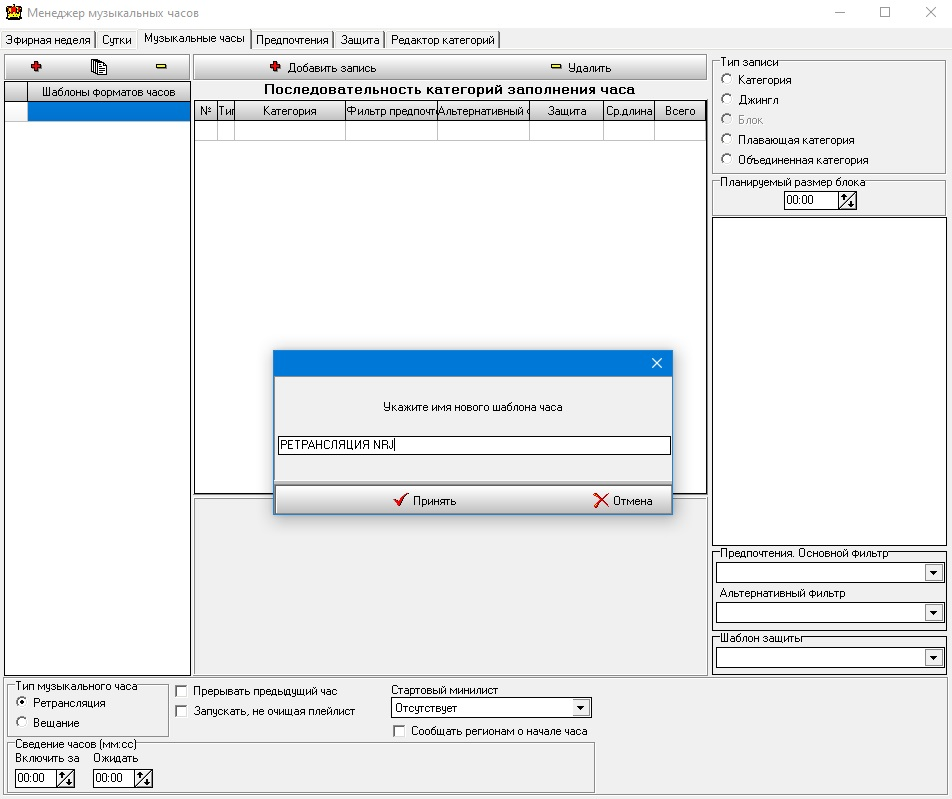 Менеджер музыкальных часов
Эфирная неделя Сутки Музыкальные часы Предпочтения Защита Редактор категорий
Добавить запись Удалить
Шаблоны форматов часов
Последовательность категорий заполнения часа
№ Тип Категория Фильтр предпочт Альтернативный ф Защита Ср.длина Всего
Тип записи
Категория
Джингл
Блок
Плавающая категория
Объединенная категория
Планируемый размер блока
00:00
Укажите имя нового шаблона часа
РЕТРАНСЛЯЦИЯ NRJ
Принять Отмена
Предпочтения. Основной фильтр
Альтернативный фильтр
Шаблон защиты
Тип музыкального часа
Ретрансляция
Вещание
Прерывать предыдущий час
Запускать, не очищая плейлист
Стартовый минилист
Отсутствует
Сообщать регионам о начале часа
Сведение часов (мм:сс)
Включить за Ожидать
00:00 00:00